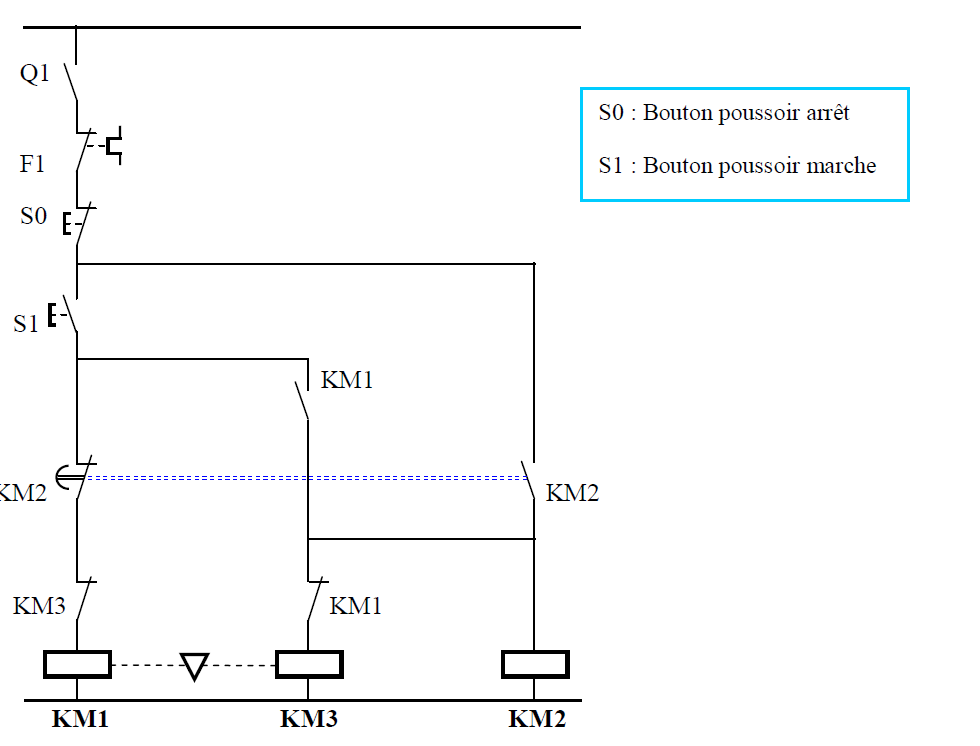 Q1
S0 : Bouton poussoir arrêt
F1
S1 : Bouton poussoir marche
S0
S1
KM1
KM2
KM2
KM3
KM1
KM1
KM3
KM2